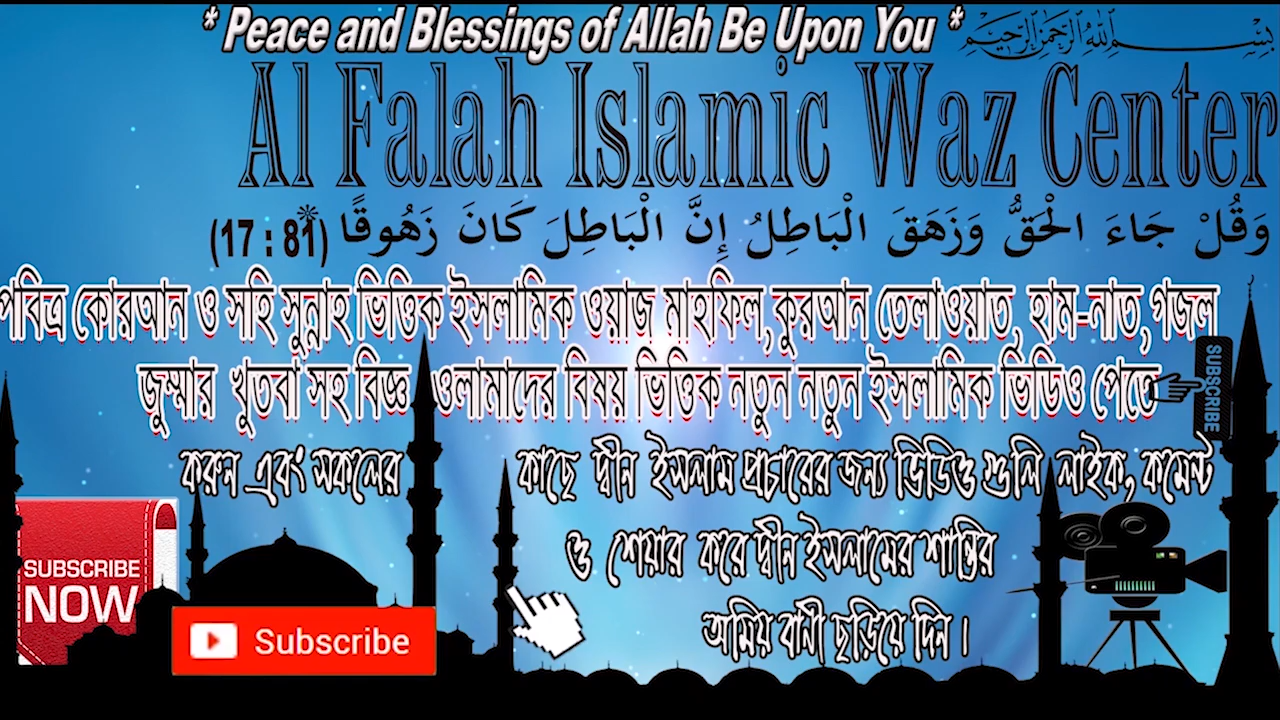 * Peace and Blessings of Allah Be Upon You *
بِسْمِ اللهِ الرَّحْمٰنِ الرَّحِيْمِ
Al Falah Islamic Waz Center
وَقُلْ جَاءَ الْحَقُّ وَزَهَقَ الْبَاطِلُ إِنَّ الْبَاطِلَ كَانَ زَهُوقًا (17 : 81)
পবিত্র কোরআন ও সহি সুন্নাহ ভিত্তিক ইসলামিক ওয়াজ মাহফিল,কুরআন তেলাওয়াত, হাম-নাত,গজল
জুম্মার খুতবা সহ বিজ্ঞ ওলামাদের বিষয় ভিত্তিক নতুন নতুন ইসলামিক ভিডিও পেতে
SUBSCRIBE
করুন এবং সকলের কাছে দ্বীন ইসলাম প্রচারের জন্য ভিডিও গুলি লাইক, কমেন্ট
ও শেয়ার করে দ্বীন ইসলামের শান্তির
অমিয় বানী ছড়িয়ে দিন।
SUBSCRIBE
NOW
Subscribe